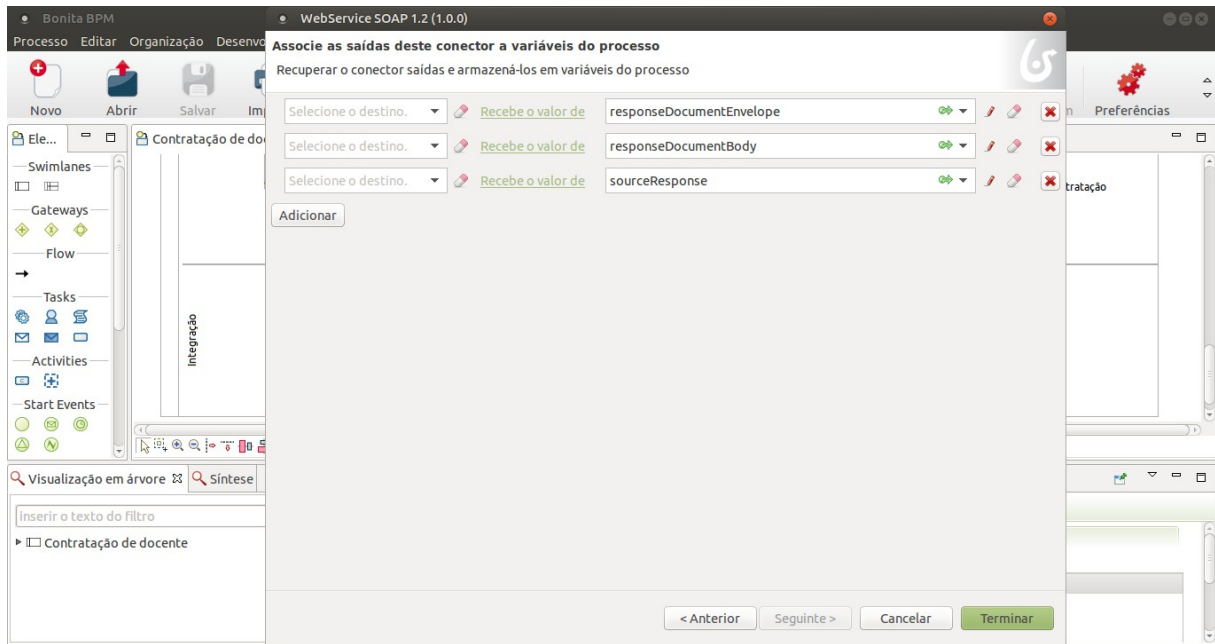 Bonita BPM
WebService SOAP 1.2 (1.0.0)
Processo Editar Organização Desenvo
Associe as saídas deste conector a variáveis do processo
Recuperar o conector saídas e armazená-los em variáveis do processo
Novo
Abrir
Salvar
Im
Preferências
Ele...
Contratação de do
Selecione o destino.
Recebe o valor de
responseDocumentEnvelope
Selecione o destino.
Recebe o valor de
responseDocumentBody
Selecione o destino.
Recebe o valor de
sourceResponse
Adicionar
Swimlanes
Gateways
Flow
Tasks
Activities
Start Events
Integração
tratação
Visualização em árvore
Síntese
inserir o texto do filtro
Contratação de docente
< Anterior
Seguinte >
Cancelar
Terminar